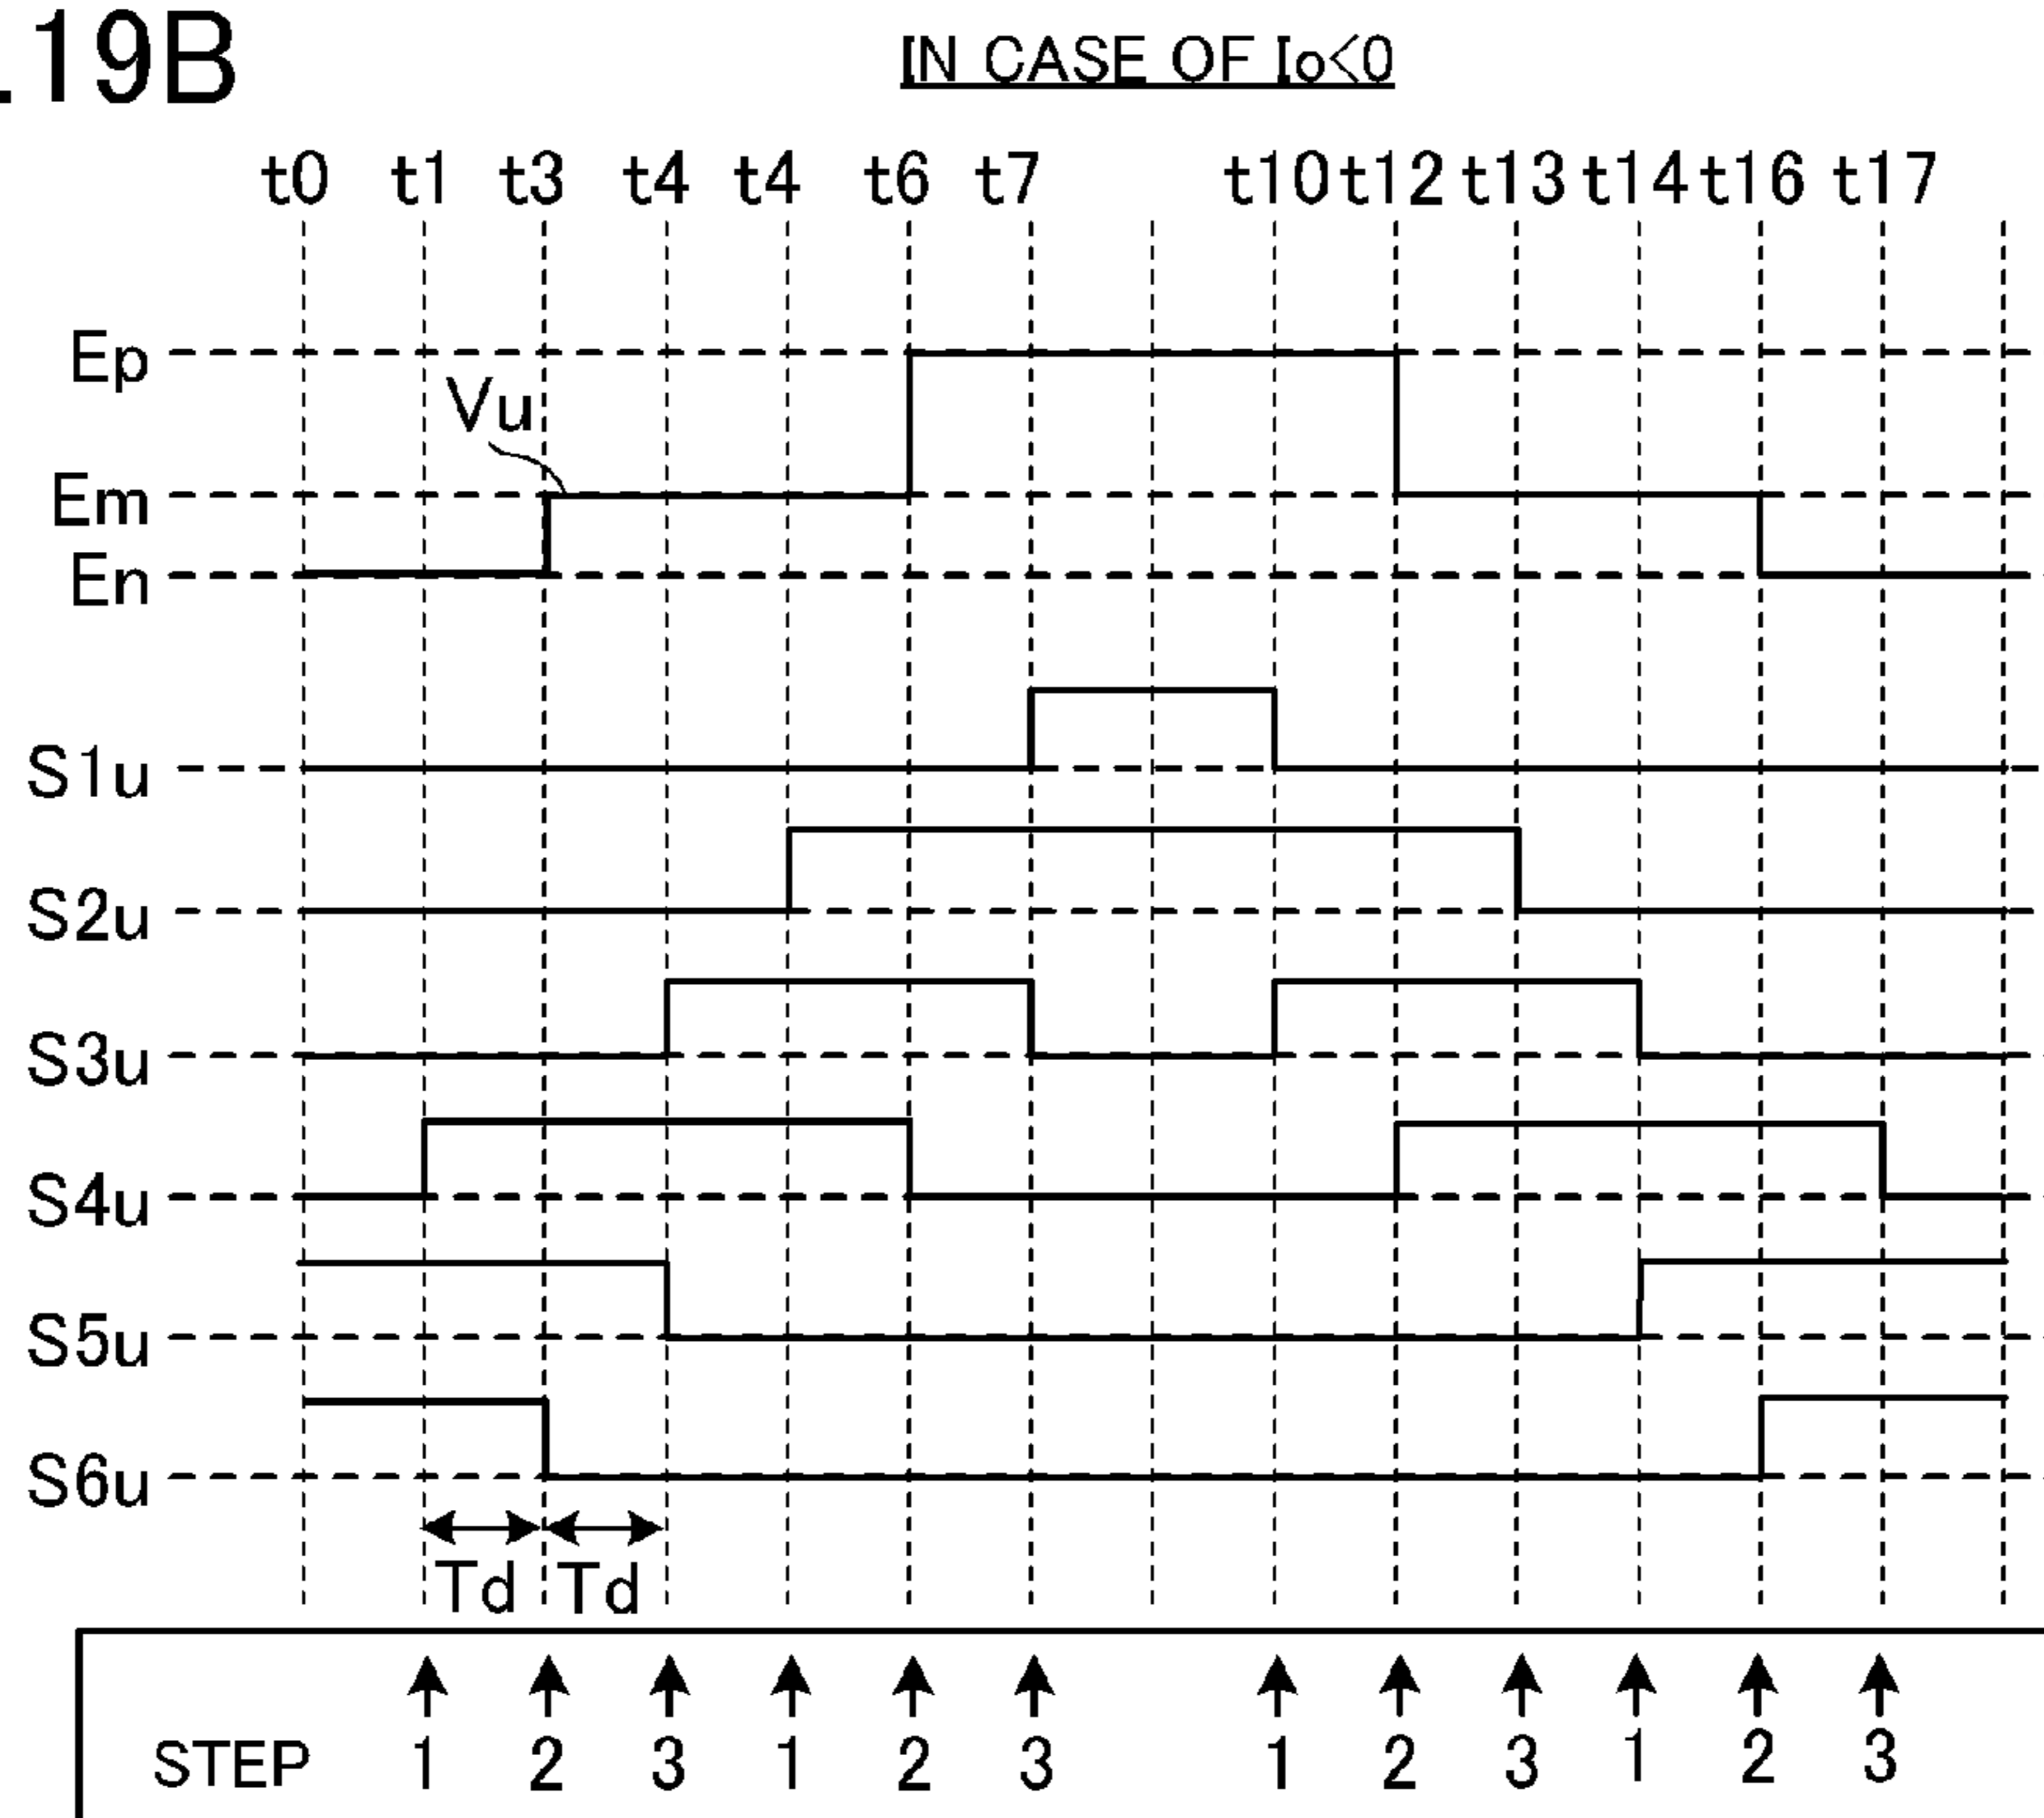 .19B
IN CASE OF Io<0
t0 t1 t3 t4 t4 t6 t7 t10 t12 t13 t14 t16 t17
Ep
Vu
Em
En
S1u
S2u
S3u
S4u
S5u
S6u
Td Td
STEP 1 2 3 1 2 3 1 2 3 1 2 3